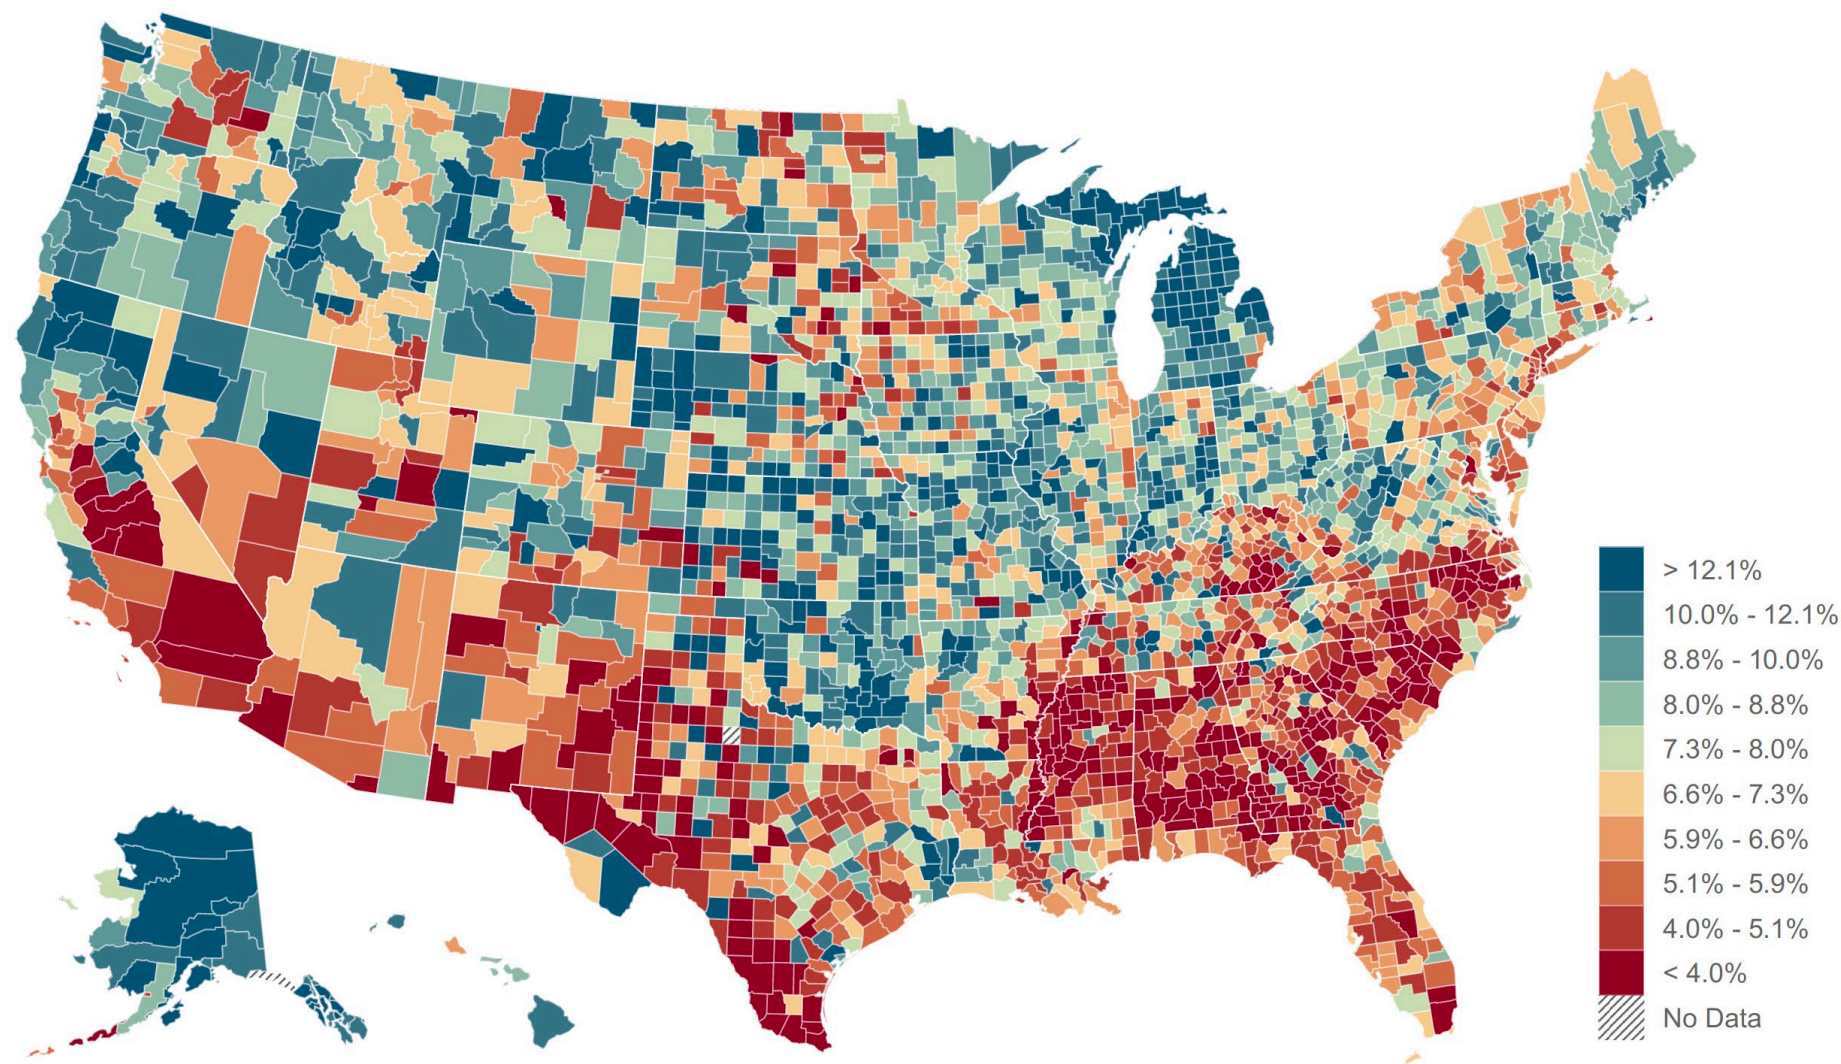 > 12.1%
10.0% - 12.1%
8.8% - 10.0%
8.0% - 8.8%
7.3% - 8.0%
6.6% - 7.3%
5.9% - 6.6%
5.1% - 5.9%
4.0% - 5.1%
< 4.0%
No Data